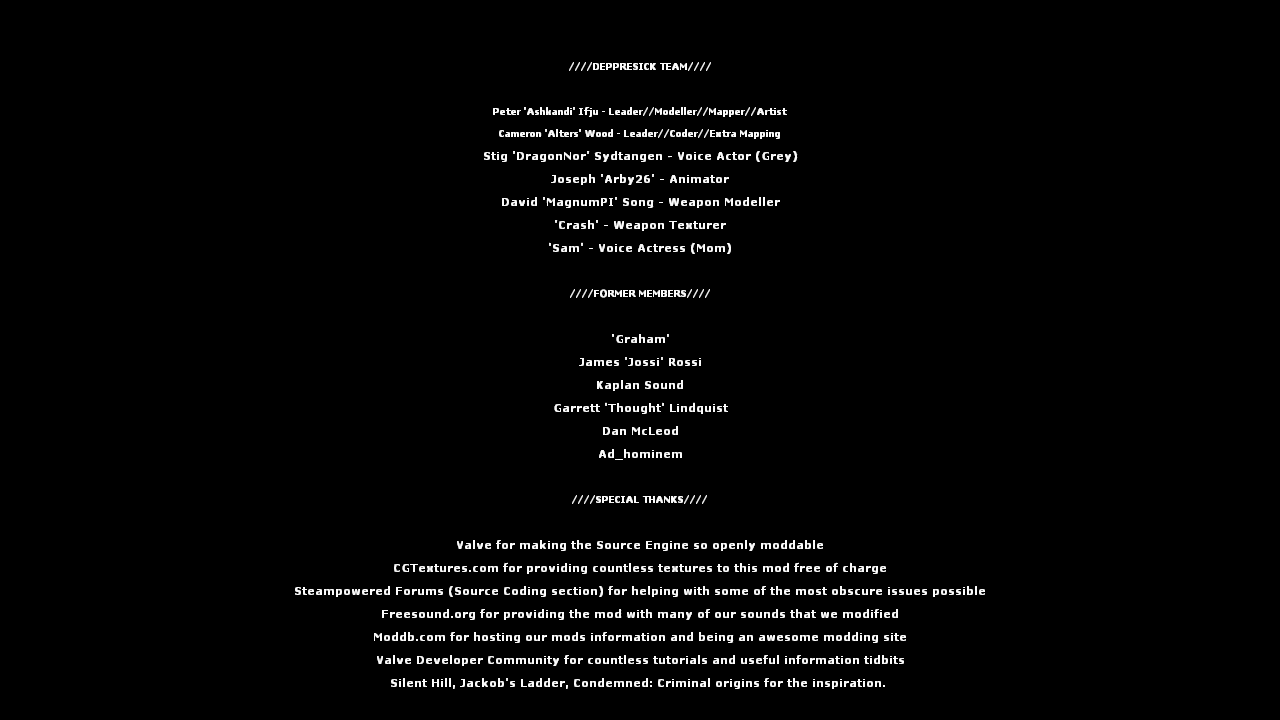 ////DEPPRESICK TEAM////
Peter 'Ashkandi' Ifju - Leader//Modeller//Mapper//Artist
Cameron 'Alters' Wood - Leader//Coder//Extra Mapping
Stig 'DragonNor' Sydtangen - Voice Actor (Grey)
Joseph 'Arby26' - Animator
David 'MagnumPI' Song - Weapon Modeller
'Crash' - Weapon Texturer
'Sam' - Voice Actress (Mom)
////FORMER MEMBERS////
'Graham'
James 'Jossi' Rossi
Kaplan Sound
Garrett 'Thought' Lindquist
Dan McLeod
Ad_hominem
////SPECIAL THANKS////
Valve for making the Source Engine so openly moddable
CGTextures.com for providing countless textures to this mod free of charge
Steampowered Forums (Source Coding section) for helping with some of the most obscure issues possible
Freesound.org for providing the mod with many of our sounds that we modified
Moddb.com for hosting our mods information and being an awesome modding site
Valve Developer Community for countless tutorials and useful information tidbits
Silent Hill, Jackob's Ladder, Condemned: Criminal origins for the inspiration.